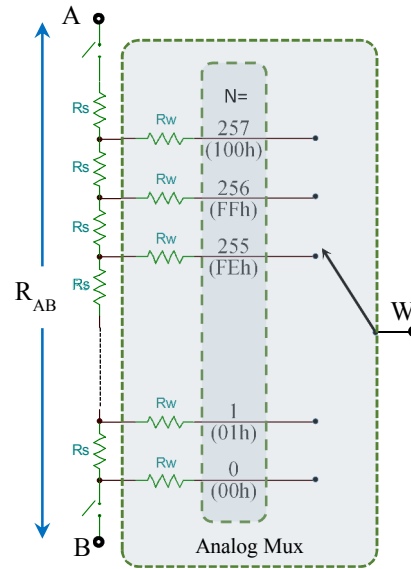 A
N=
Rs
Rw
257
(100h)
Rs
Rw
256
(FFh)
Rs
Rw
255
(FEh)
Rs
R_AB
W
Rw
1
(01h)
Rs
Rw
0
(00h)
B
Analog Mux